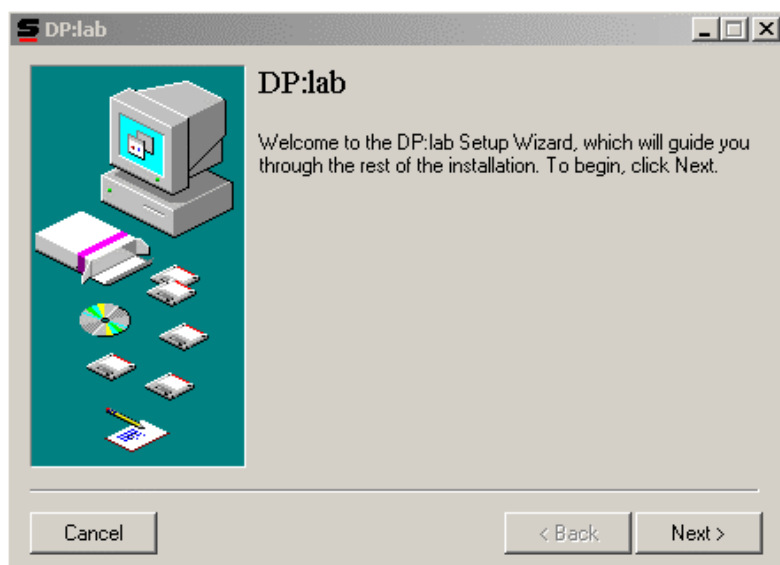 DP:lab
DP:lab
Welcome to the DP:lab Setup Wizard, which will guide you
through the rest of the installation. To begin, click Next.
Cancel
< Back
Next >